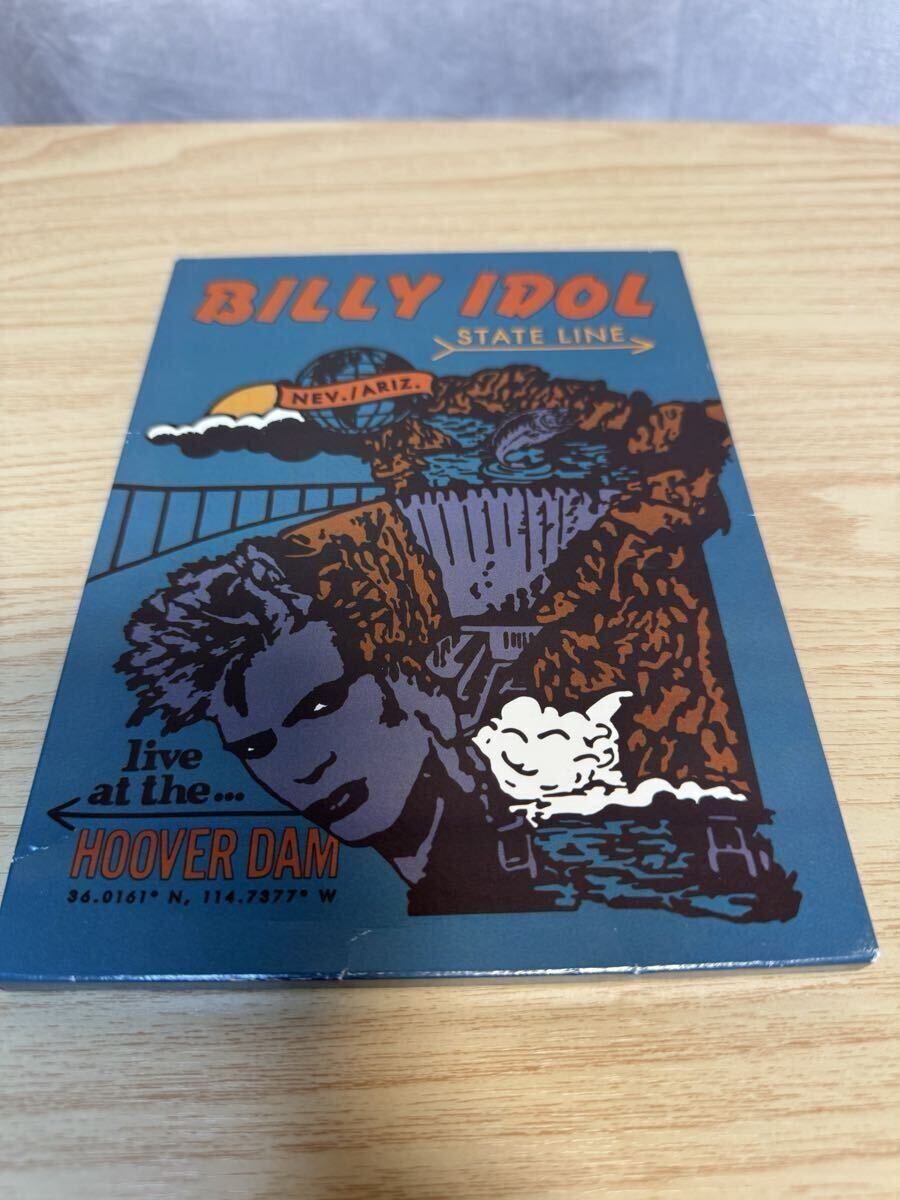 BILLY IDOL
STATE LINE
NEV./ARIZ.
live
at the...
HOOVER DAM
36.0161° N, 114.7377° W